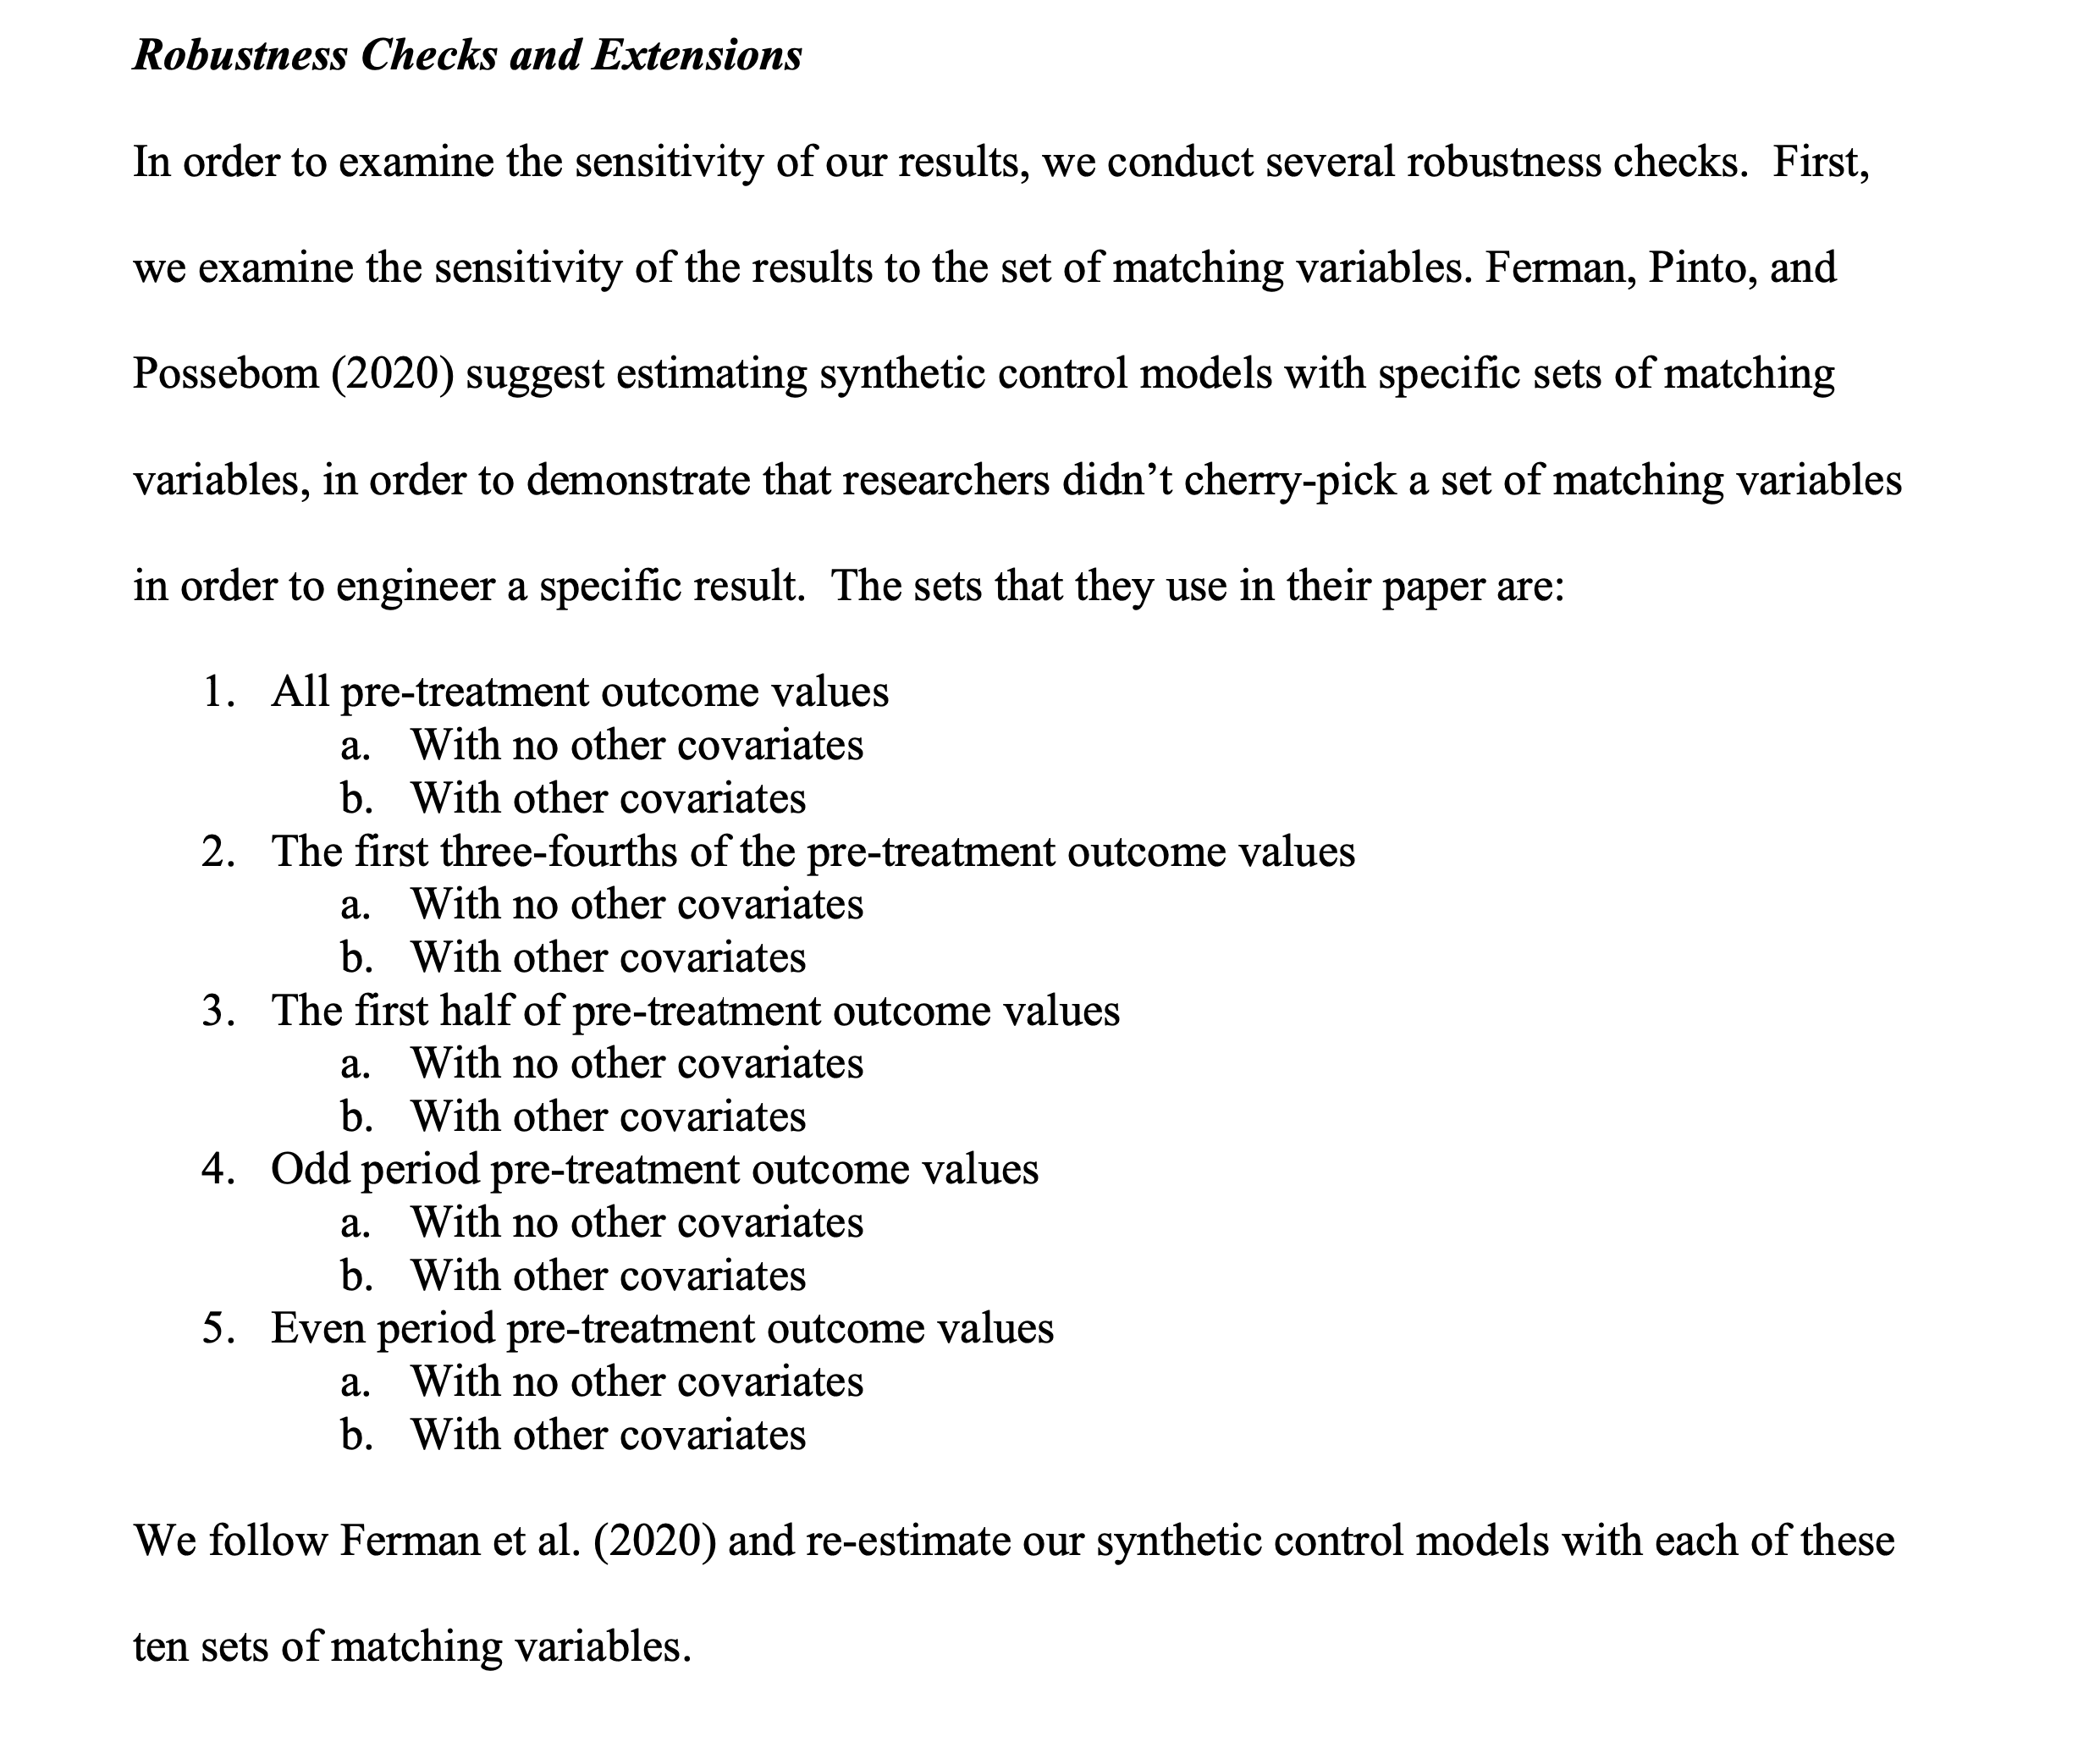 Robustness Checks and Extensions
In order to examine the sensitivity of our results, we conduct several robustness checks.  First,
we examine the sensitivity of the results to the set of matching variables. Ferman, Pinto, and
Possebom (2020) suggest estimating synthetic control models with specific sets of matching
variables, in order to demonstrate that researchers didn’t cherry-pick a set of matching variables
in order to engineer a specific result.  The sets that they use in their paper are:
1. All pre-treatment outcome values
a. With no other covariates
b. With other covariates
2. The first three-fourths of the pre-treatment outcome values
a. With no other covariates
b. With other covariates
3. The first half of pre-treatment outcome values
a. With no other covariates
b. With other covariates
4. Odd period pre-treatment outcome values
a. With no other covariates
b. With other covariates
5. Even period pre-treatment outcome values
a. With no other covariates
b. With other covariates
We follow Ferman et al. (2020) and re-estimate our synthetic control models with each of these
ten sets of matching variables.